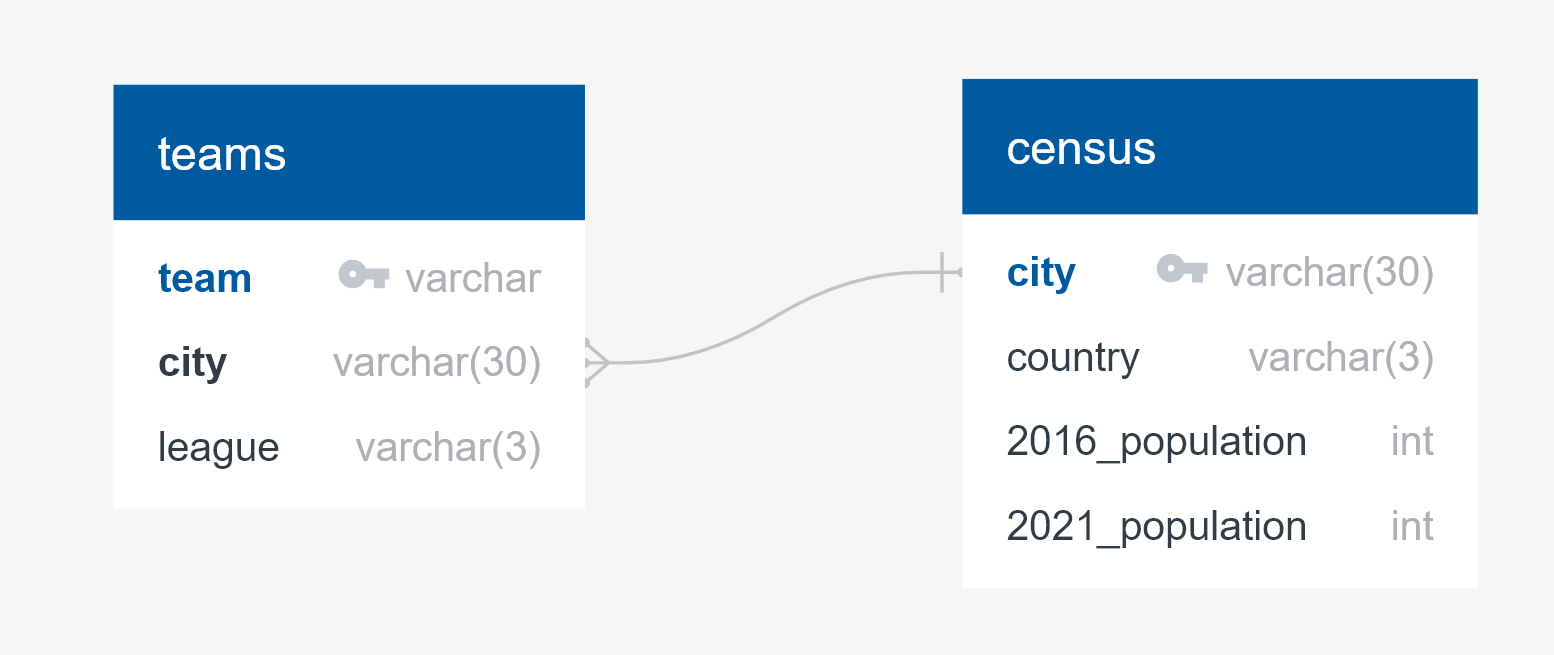 teams
team varchar
city varchar(30)
league varchar(3)
census
city varchar(30)
country varchar(3)
2016_population int
2021_population int